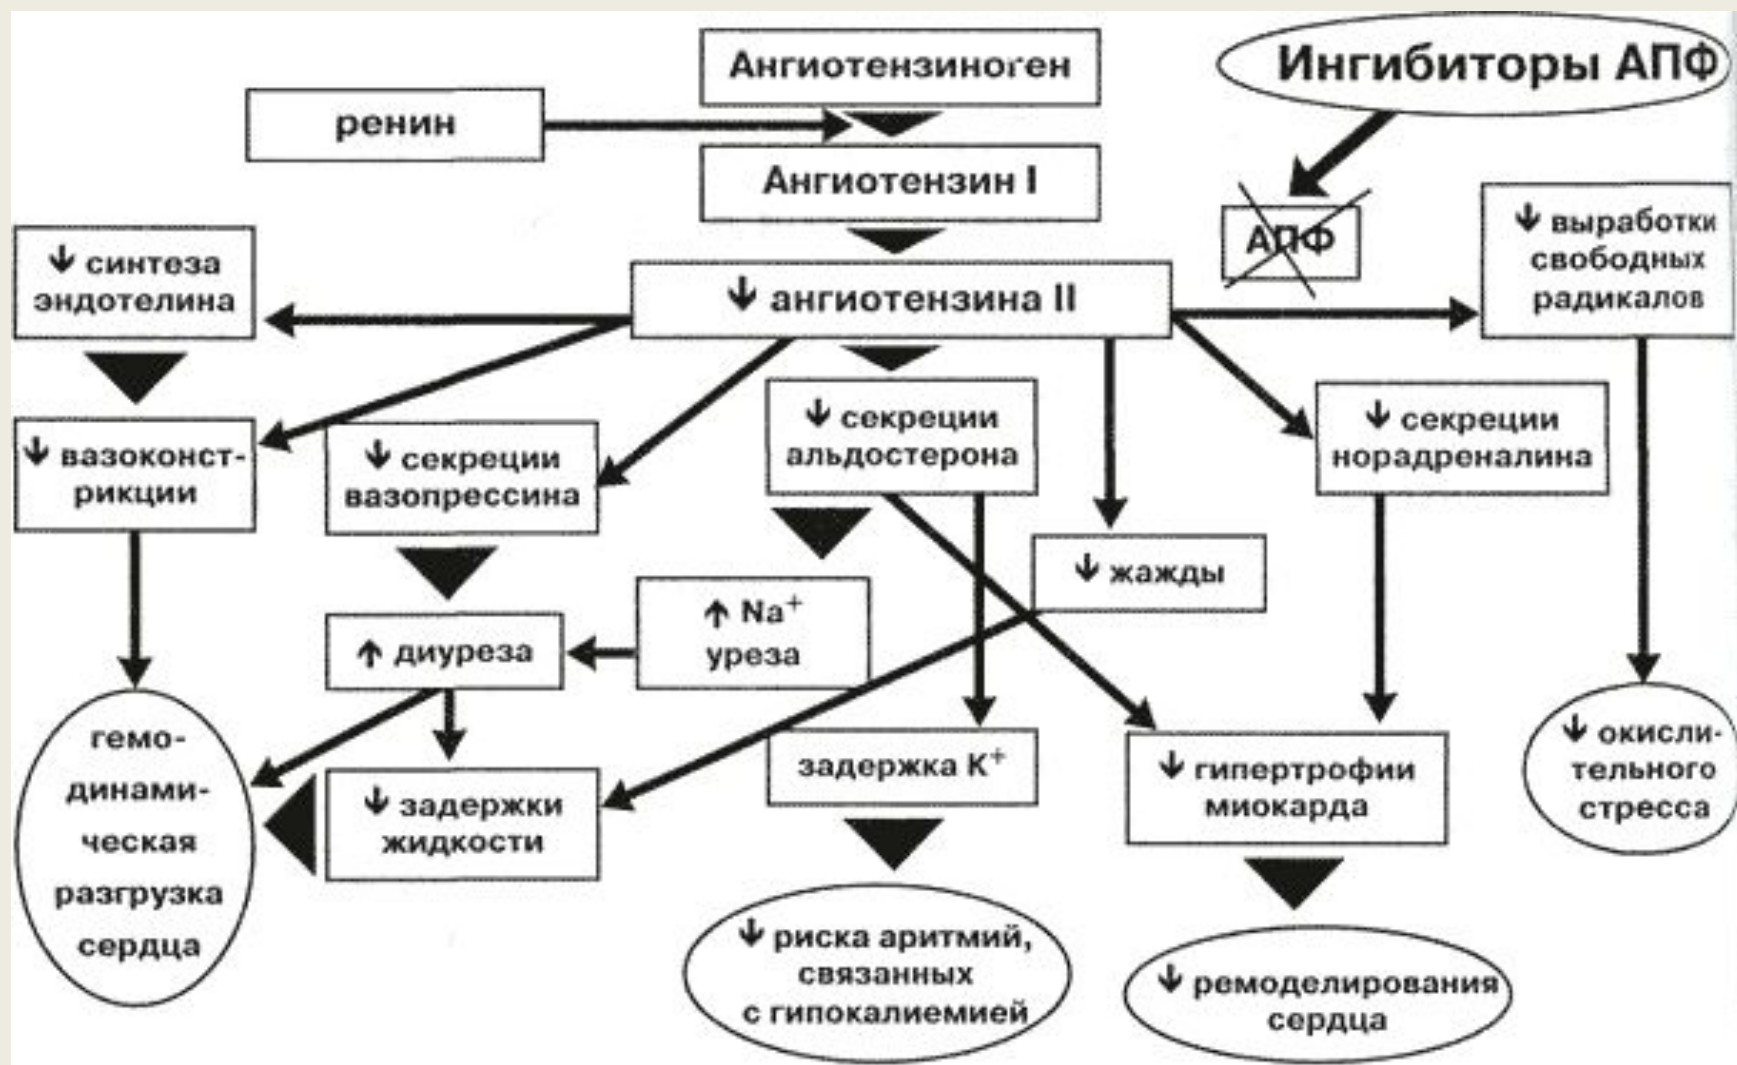 Ангиотензиноген
Ингибиторы АПФ
ренин
Ангиотензин I
АПФ
↓ выработки
свободных
радикалов
↓ синтеза
эндотелина
↓ ангиотензина II
↓ вазоконст-
рикции
↓ секреции
вазопрессина
↓ секреции
альдостерона
↓ секреции
норадреналина
↓ жажды
↑ Na⁺
уреза
↑ диуреза
гемо-
динами-
ческая
разгрузка
сердца
↓ задержки
жидкости
задержка K⁺
↓ гипертрофии
миокарда
↓ окисли-
тельного
стресса
↓ риска аритмий,
связанных
с гипокалиемией
↓ ремоделирования
сердца